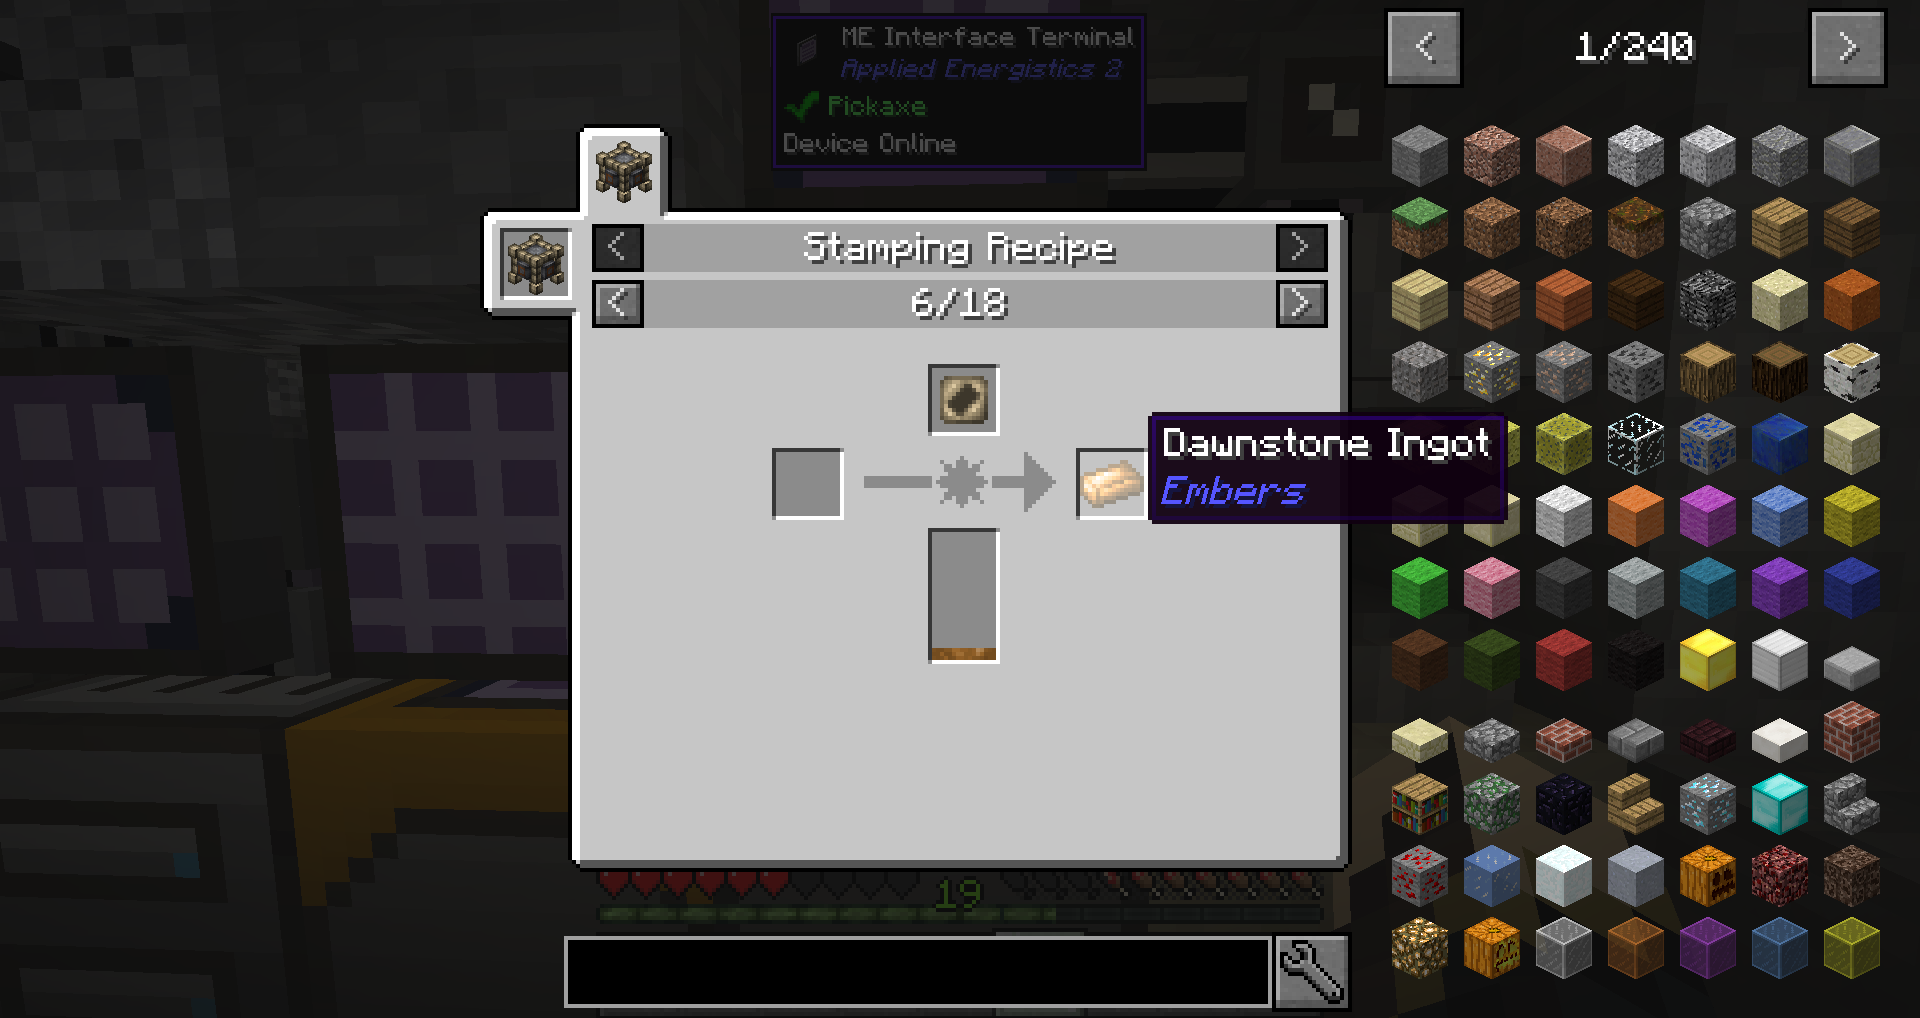 ME Interface Terminal
Applied Energistics 2
Pickaxe
Device Online
< 1/240 >
< Stamping Recipe >
< 6/18 >
Dawnstone Ingot
Embers
19